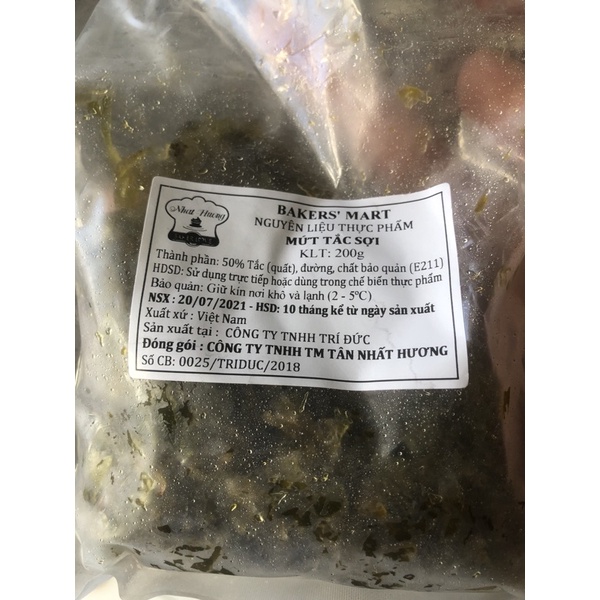 Nhất Hương
BAKERS' MART
NGUYÊN LIỆU THỰC PHẨM
MỨT TẮC SỢI
KLT: 200g
Thành phần: 50% Tắc (quất), đường, chất bảo quản (E211)
HDSD: Sử dụng trực tiếp hoặc dùng trong chế biến thực phẩm
Bảo quản: Giữ kín nơi khô và lạnh (2 - 5°C)
NSX : 20/07/2021 - HSD: 10 tháng kể từ ngày sản xuất
Xuất xứ : Việt Nam
Sản xuất tại : CÔNG TY TNHH TRÍ ĐỨC
Đóng gói : CÔNG TY TNHH TM TÂN NHẤT HƯƠNG
Số CB: 0025/TRIDUC/2018